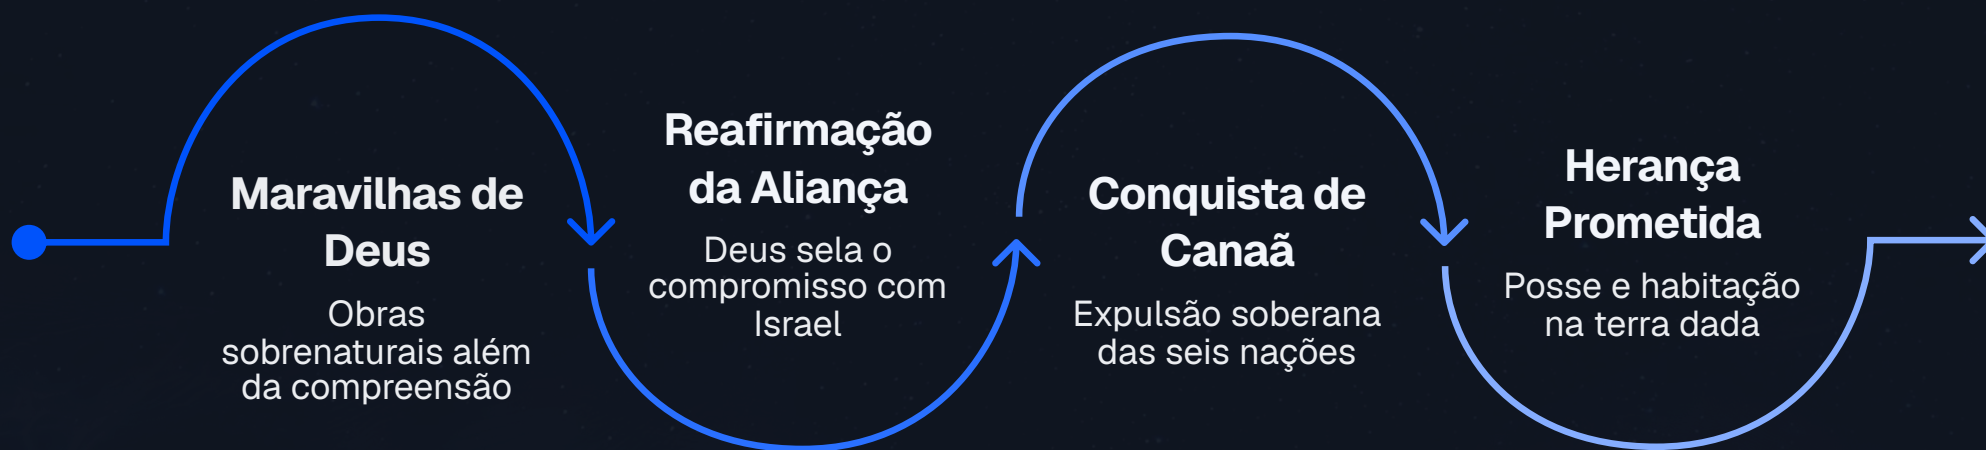 Maravilhas de
Deus
Obras
sobrenaturais além
da compreensão
Reafirmação
da Aliança
Deus sela o
compromisso com
Israel
Conquista de
Canaã
Expulsão soberana
das seis nações
Herança
Prometida
Posse e habitação
na terra dada